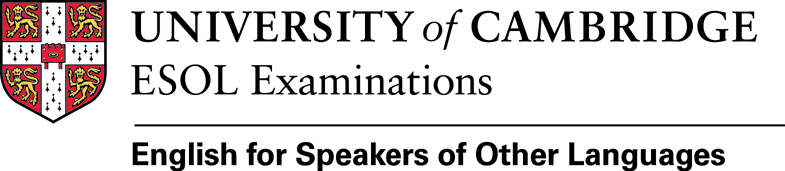 UNIVERSITY of CAMBRIDGE
ESOL Examinations
English for Speakers of Other Languages